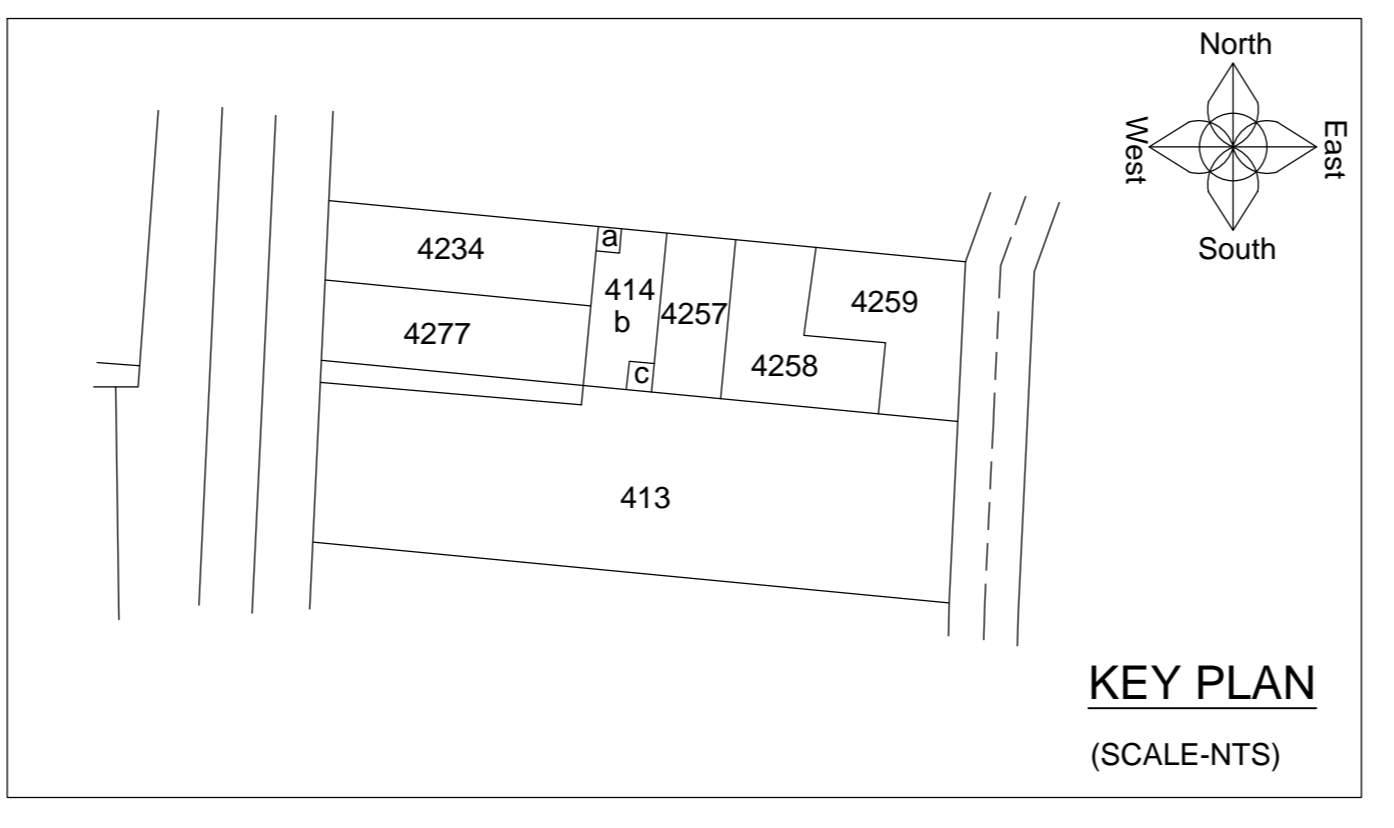 North
West
East
South
a
4234
414
b
4257
4259
4277
4258
c
413
KEY PLAN
(SCALE-NTS)